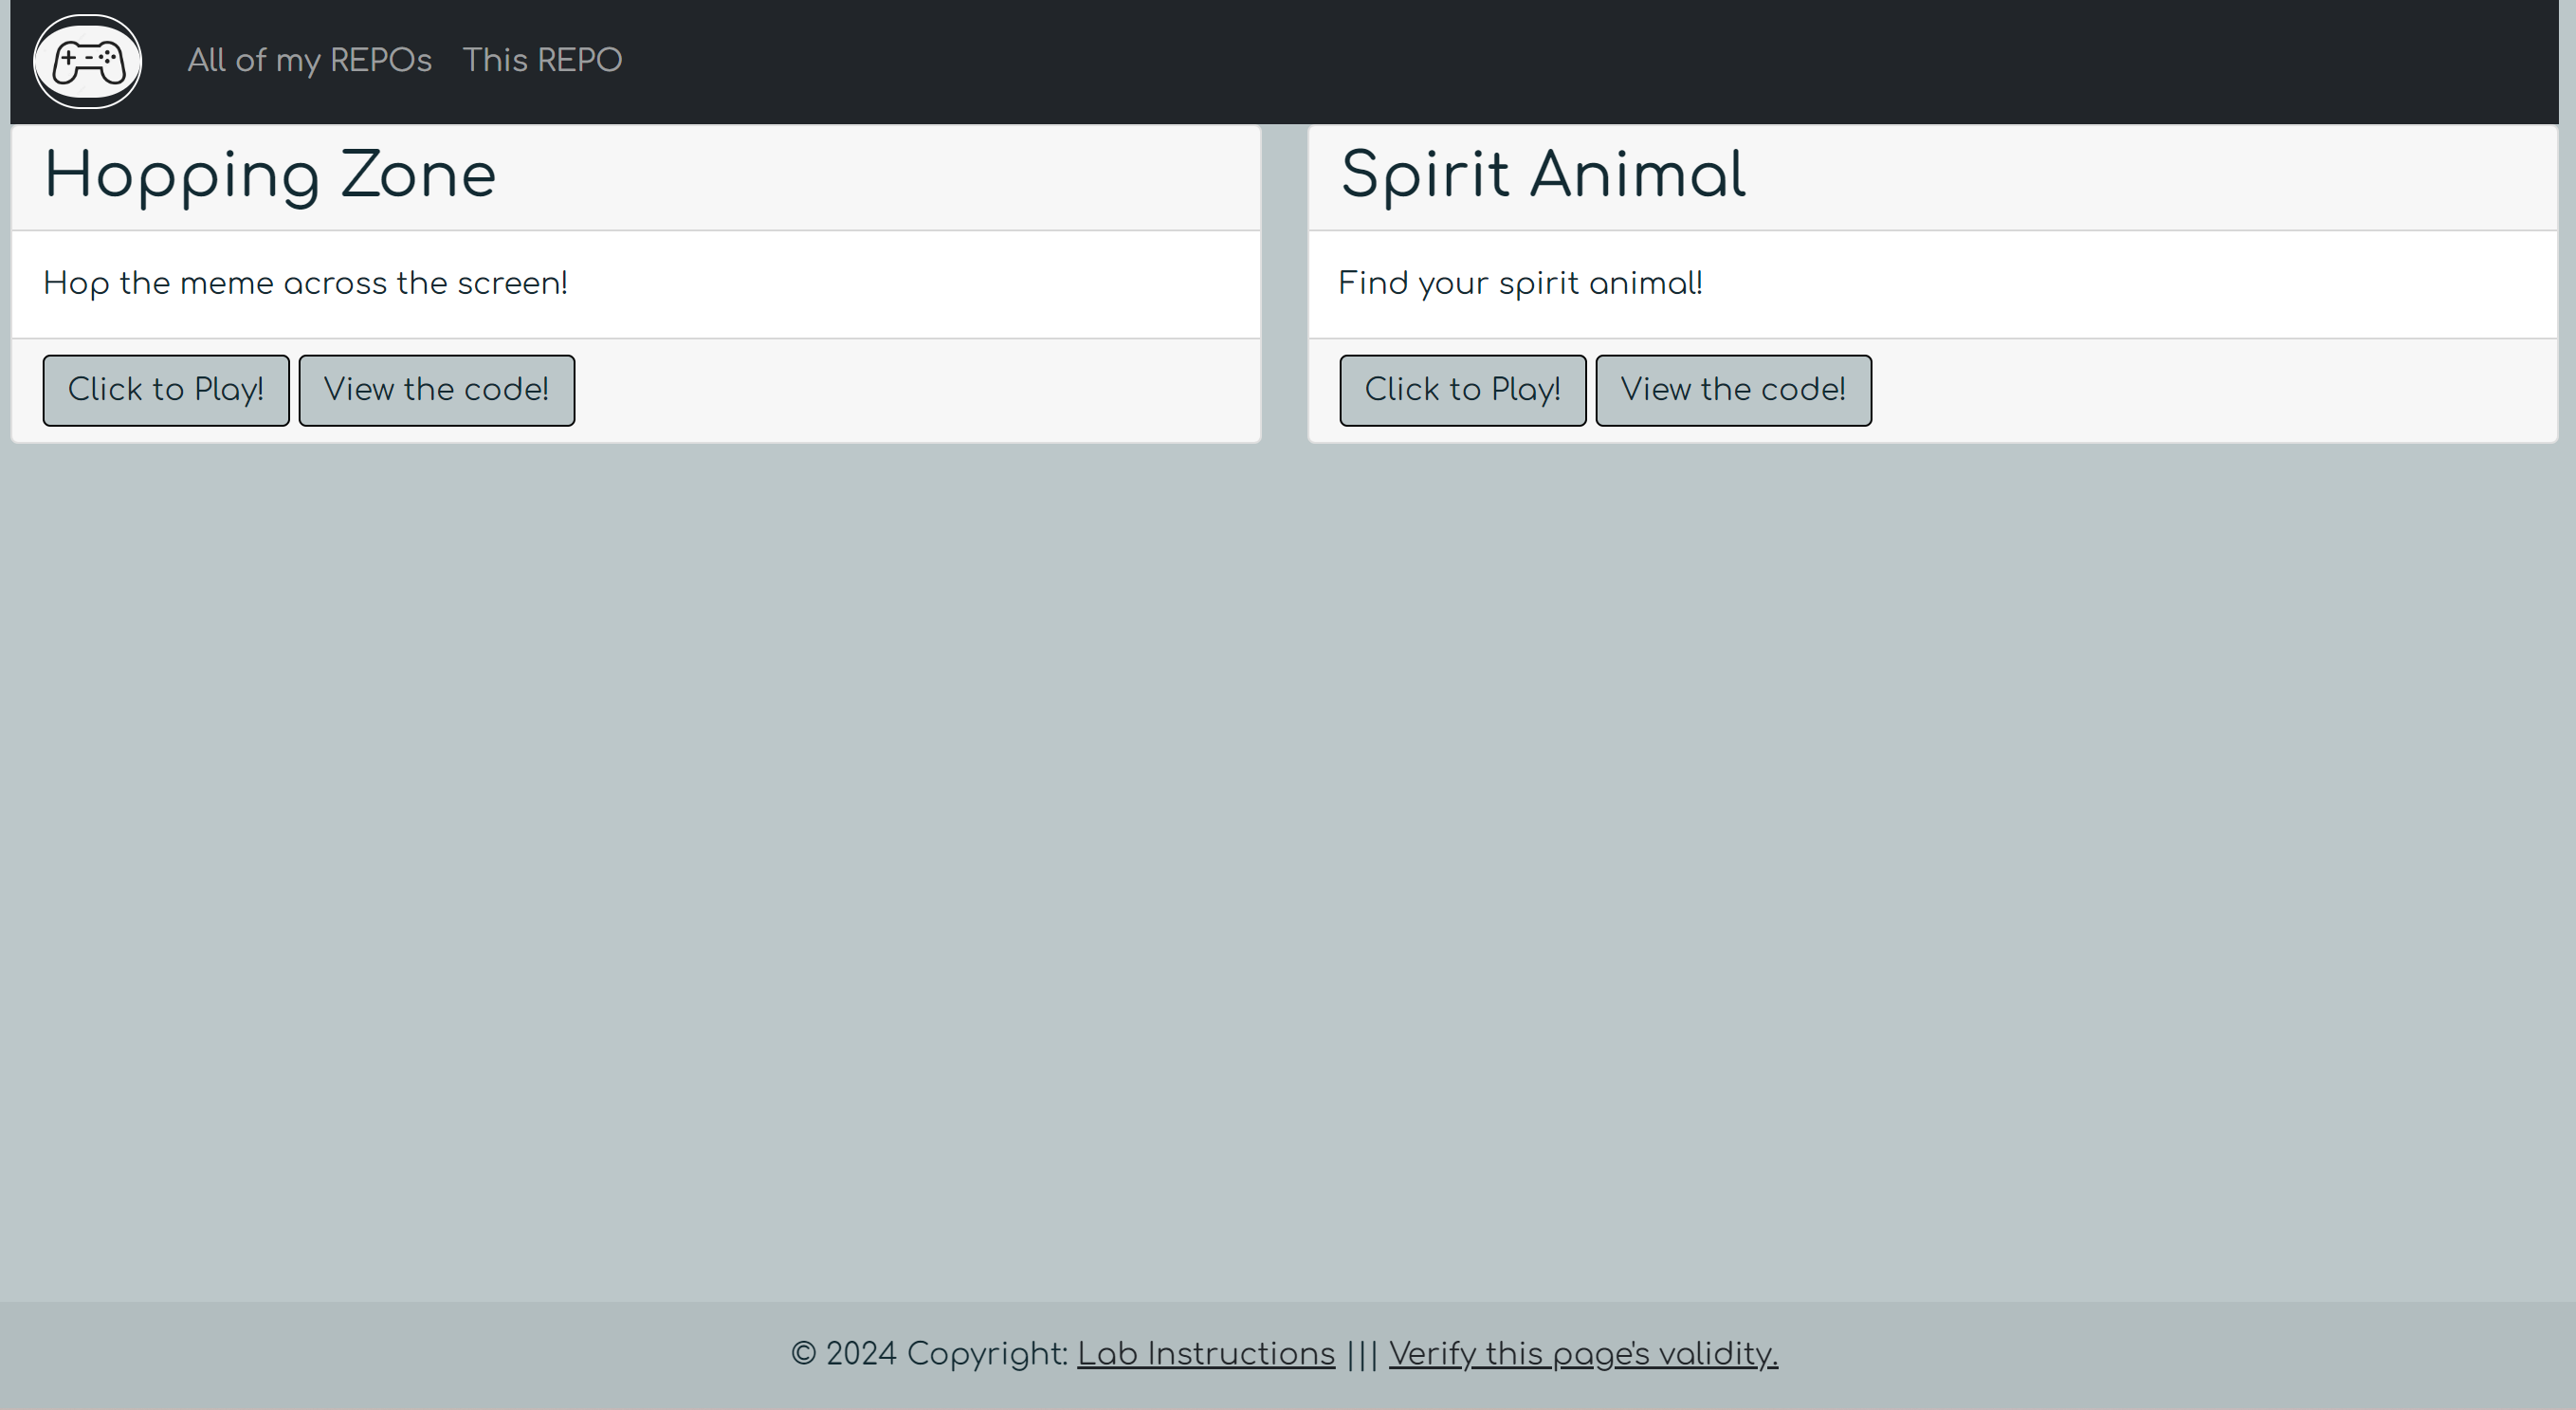 All of my REPOs This REPO
Hopping Zone
Hop the meme across the screen!
Click to Play! View the code!
Spirit Animal
Find your spirit animal!
Click to Play! View the code!
© 2024 Copyright: Lab Instructions ||| Verify this page's validity.